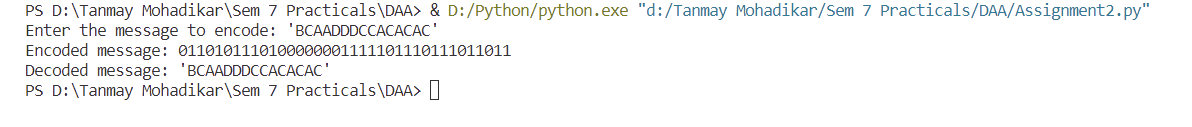 PS D:\Tanmay Mohadikar\Sem 7 Practicals\DAA> & D:/Python/python.exe "d:/Tanmay Mohadikar/Sem 7 Practicals/DAA/Assignment2.py"
Enter the message to encode: 'BCAADDDCCACACAC'
Encoded message: 0110101110100000001111101110111011011
Decoded message: 'BCAADDDCCACACAC'
PS D:\Tanmay Mohadikar\Sem 7 Practicals\DAA>